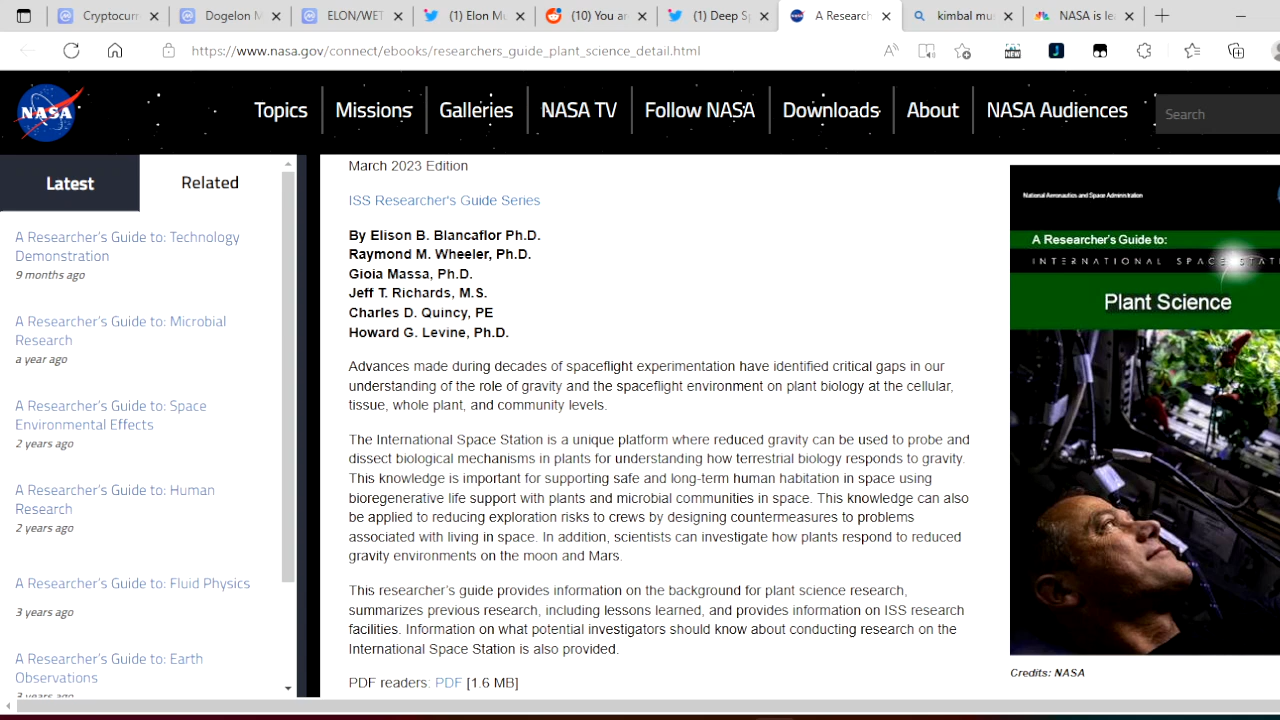 Cryptocurr
Dogelon M
ELON/WET
(1) Elon Mu
(10) You ar
(1) Deep S
A Research
kimbal mus
NASA is le
https://www.nasa.gov/connect/ebooks/researchers_guide_plant_science_detail.html
NEW
NASA
Topics
Missions
Galleries
NASA TV
Follow NASA
Downloads
About
NASA Audiences
Search
Latest
Related
A Researcher's Guide to: Technology
Demonstration
9 months ago
A Researcher's Guide to: Microbial
Research
a year ago
A Researcher's Guide to: Space
Environmental Effects
2 years ago
A Researcher's Guide to: Human
Research
2 years ago
A Researcher's Guide to: Fluid Physics
3 years ago
A Researcher's Guide to: Earth
Observations
3 years ago
March 2023 Edition
ISS Researcher's Guide Series
By Elison B. Blancaflor Ph.D.
Raymond M. Wheeler, Ph.D.
Gioia Massa, Ph.D.
Jeff T. Richards, M.S.
Charles D. Quincy, PE
Howard G. Levine, Ph.D.
Advances made during decades of spaceflight experimentation have identified critical gaps in our
understanding of the role of gravity and the spaceflight environment on plant biology at the cellular,
tissue, whole plant, and community levels.
The International Space Station is a unique platform where reduced gravity can be used to probe and
dissect biological mechanisms in plants for understanding how terrestrial biology responds to gravity.
This knowledge is important for supporting safe and long-term human habitation in space using
bioregenerative life support with plants and microbial communities in space. This knowledge can also
be applied to reducing exploration risks to crews by designing countermeasures to problems
associated with living in space. In addition, scientists can investigate how plants respond to reduced
gravity environments on the moon and Mars.
This researcher's guide provides information on the background for plant science research,
summarizes previous research, including lessons learned, and provides information on ISS research
facilities. Information on what potential investigators should know about conducting research on the
International Space Station is also provided.
PDF readers: PDF [1.6 MB]
National Aeronautics and Space Administration
A Researcher's Guide to:
INTERNATIONAL SPACE STATI
Plant Science
Credits: NASA